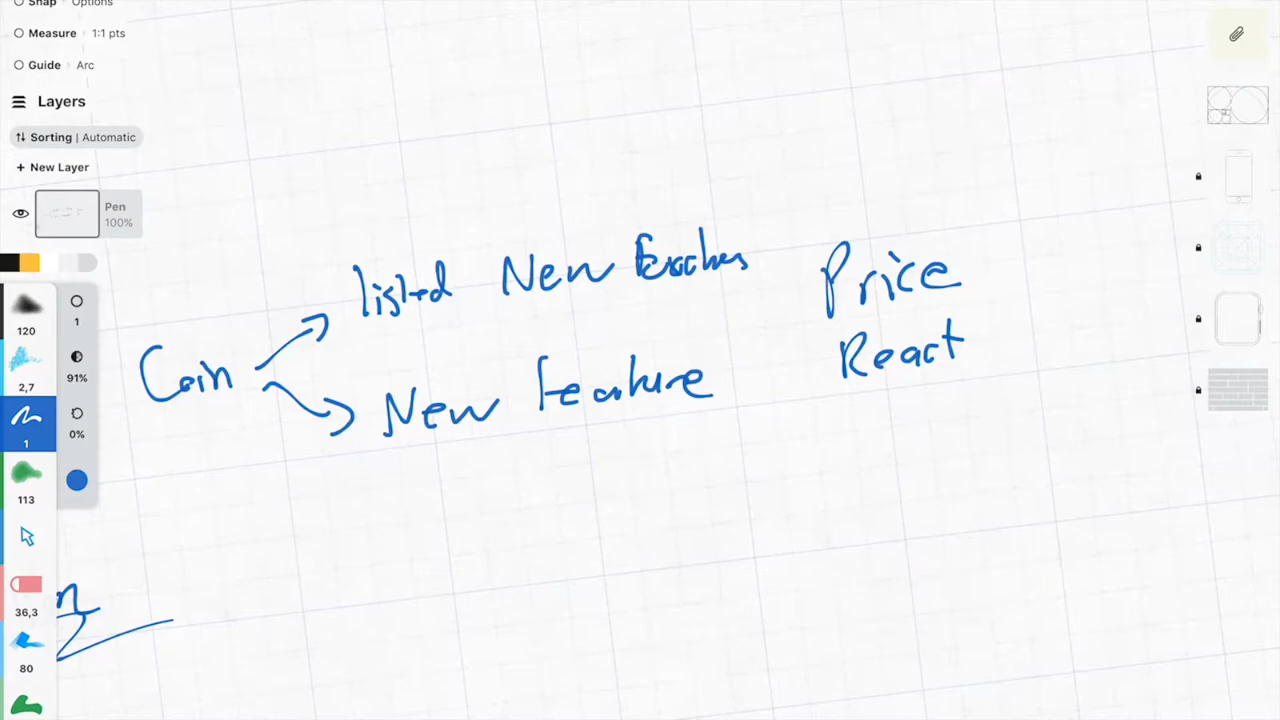 Snap Options
Measure 1:1 pts
Guide Arc
Layers
Sorting | Automatic
+ New Layer
Pen
100%
120
1
2,7
91%
1
0%
113
36,3
80
listed New
Price
React
Coin
New Feature